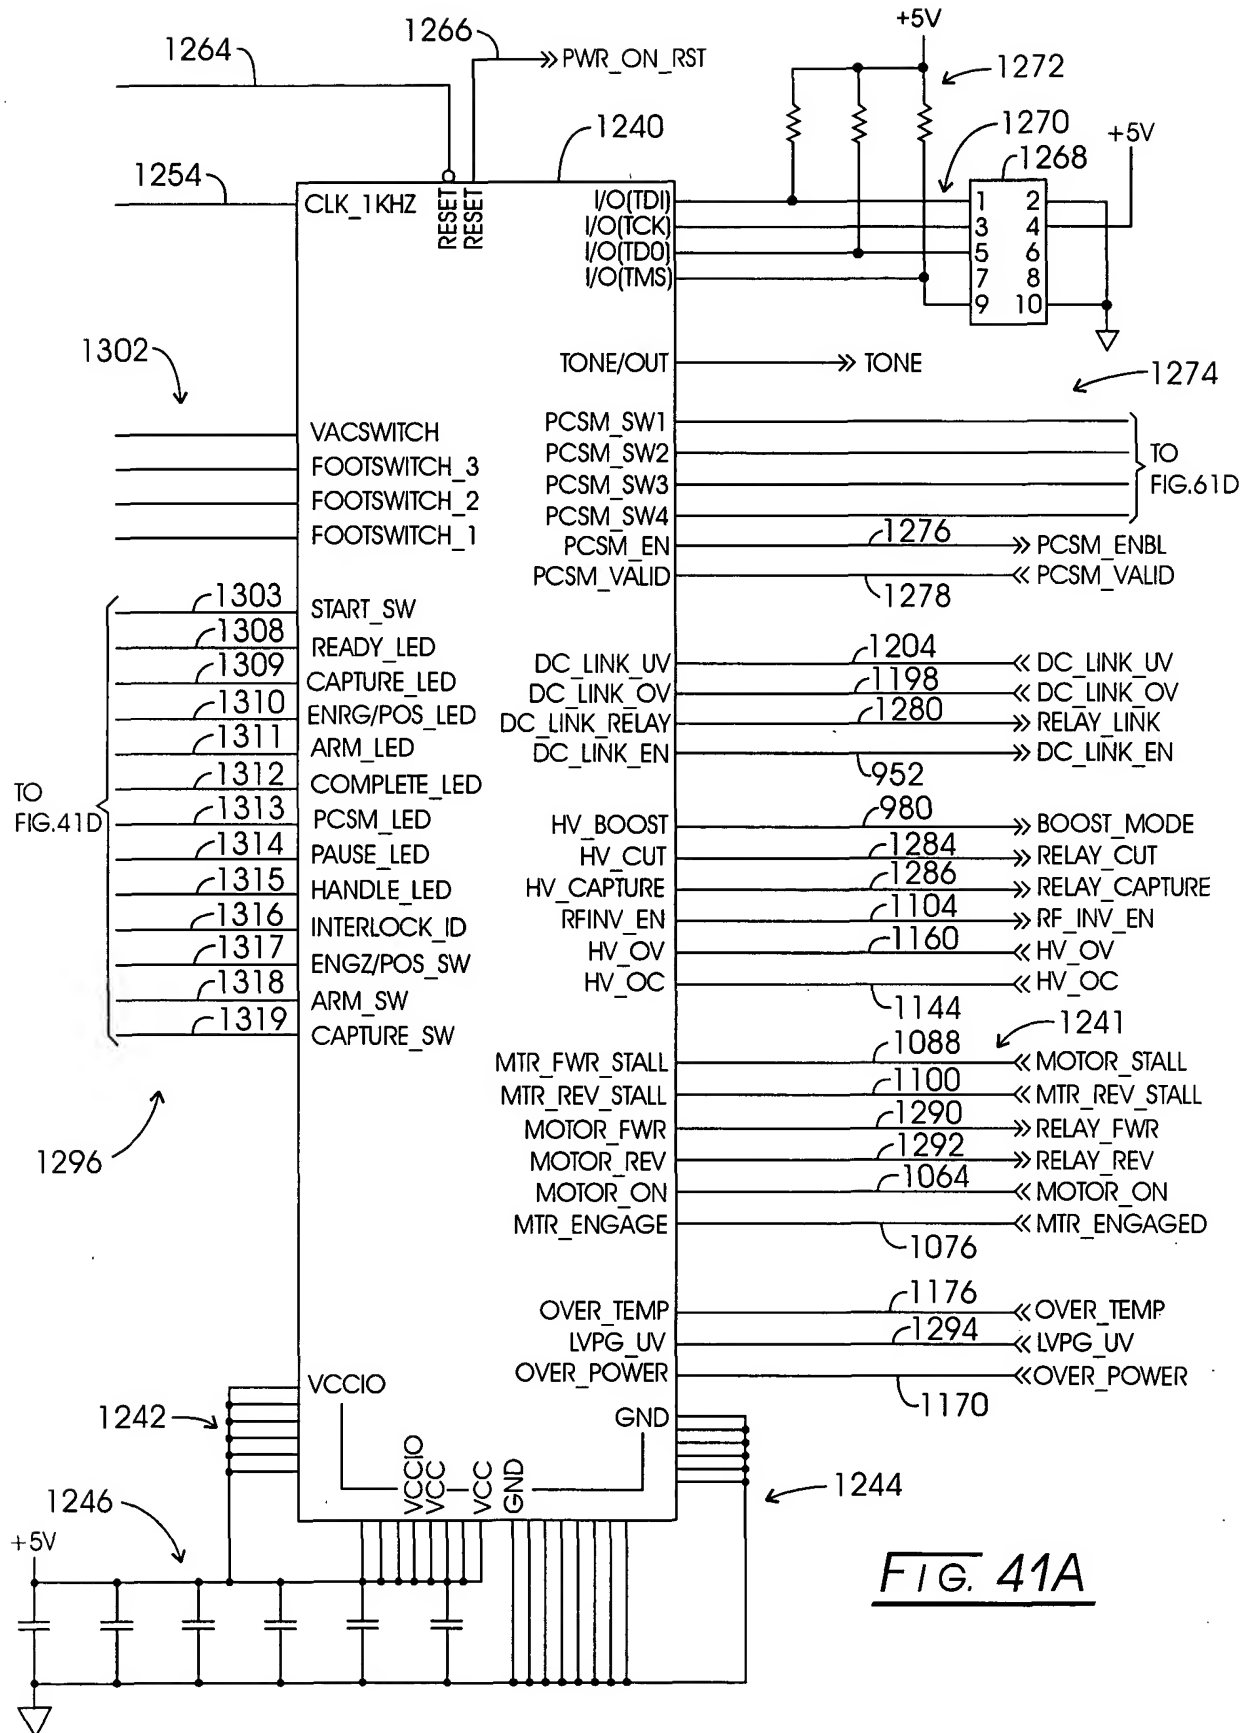 +5V
1264
1266
PWR_ON_RST
1272
1240
1270
1268
+5V
1254
CLK_1KHZ
RESET
RESET
I/O(TDI)
1 2
I/O(TCK)
3 4
I/O(TD0)
5 6
I/O(TMS)
7 8
9 10
1302
TONE/OUT
TONE
1274
VACSWITCH
FOOTSWITCH_3
FOOTSWITCH_2
FOOTSWITCH_1
PCSM_SW1
PCSM_SW2
PCSM_SW3
PCSM_SW4
TO
FIG.61D
PCSM_EN
1276
PCSM_ENBL
PCSM_VALID
1278
PCSM_VALID
1303
START_SW
1308
READY_LED
1309
CAPTURE_LED
1310
ENRG/POS_LED
1311
ARM_LED
1312
COMPLETE_LED
1313
PCSM_LED
1314
PAUSE_LED
1315
HANDLE_LED
1316
INTERLOCK_ID
1317
ENGZ/POS_SW
1318
ARM_SW
1319
CAPTURE_SW
TO
FIG.41D
1296
DC_LINK_UV
1204
DC_LINK_UV
DC_LINK_OV
1198
DC_LINK_OV
DC_LINK_RELAY
1280
RELAY_LINK
DC_LINK_EN
952
DC_LINK_EN
HV_BOOST
980
BOOST_MODE
HV_CUT
1284
RELAY_CUT
HV_CAPTURE
1286
RELAY_CAPTURE
RFINV_EN
1104
RF_INV_EN
HV_OV
1160
HV_OV
HV_OC
1144
HV_OC
1241
MTR_FWR_STALL
1088
MOTOR_STALL
MTR_REV_STALL
1100
MTR_REV_STALL
MOTOR_FWR
1290
RELAY_FWR
MOTOR_REV
1292
RELAY_REV
MOTOR_ON
1064
MOTOR_ON
MTR_ENGAGE
1076
MTR_ENGAGED
OVER_TEMP
1176
OVER_TEMP
LVPG_UV
1294
LVPG_UV
OVER_POWER
1170
OVER_POWER
VCCIO
1242
GND
VCCIO
VCC
VCC
GND
1244
1246
+5V
FIG. 41A